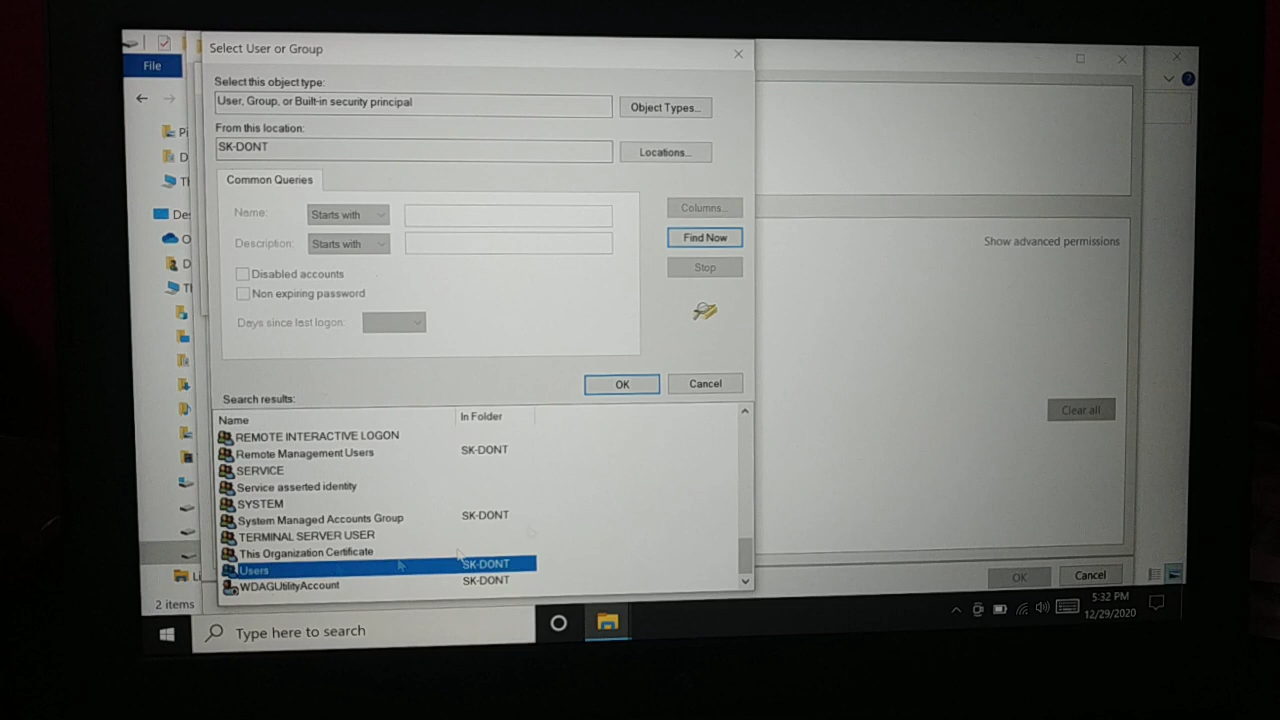 Select User or Group
File
Select this object type:
User, Group, or Built-in security principal
Object Types...
From this location:
SK-DONT
Locations...
Common Queries
Name:
Starts with
Columns...
Description:
Starts with
Find Now
Show advanced permissions
Disabled accounts
Stop
Non expiring password
Days since last logon:
OK
Cancel
Search results:
Clear all
Name
In Folder
REMOTE INTERACTIVE LOGON
Remote Management Users
SK-DONT
SERVICE
Service asserted identity
SYSTEM
System Managed Accounts Group
SK-DONT
TERMINAL SERVER USER
This Organization Certificate
Users
SK-DONT
WDAGUtilityAccount
SK-DONT
OK
Cancel
2 items
Type here to search
5:32 PM
12/29/2020